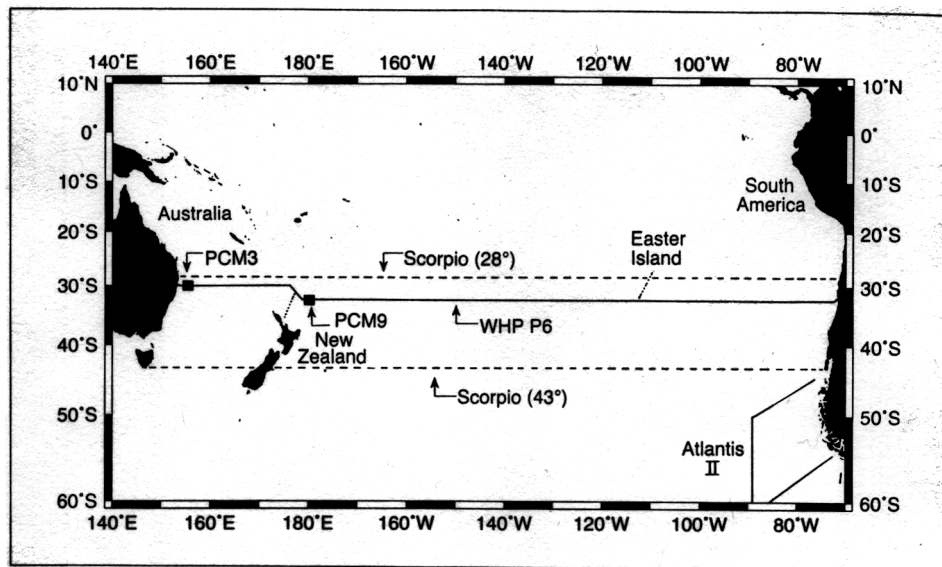 140°E 160°E 180°E 160°W 140°W 120°W 100°W 80°W
10°N 10°N
0° 0°
10°S 10°S
South
America
Australia
20°S 20°S
Easter
Island
PCM3 Scorpio (28°)
30°S 30°S
PCM9 WHP P6
New
Zealand
40°S 40°S
Scorpio (43°)
50°S 50°S
Atlantis
II
60°S 60°S
140°E 160°E 180°E 160°W 140°W 120°W 100°W 80°W